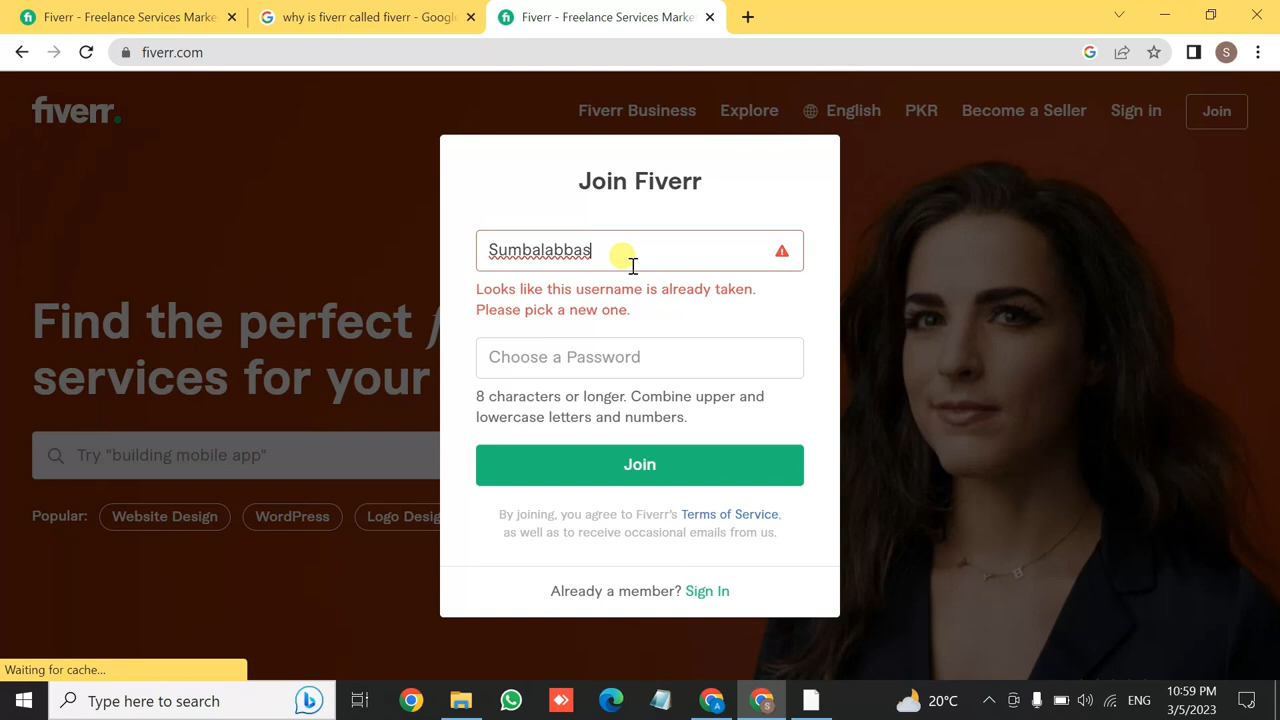 Fiverr - Freelance Services Marke
why is fiverr called fiverr - Google
Fiverr - Freelance Services Marke
fiverr.com
S
fiverr.
Fiverr Business
Explore
English
PKR
Become a Seller
Sign in
Join
Join Fiverr
Sumbalabbas
Looks like this username is already taken.
Please pick a new one.
Choose a Password
8 characters or longer. Combine upper and
lowercase letters and numbers.
Join
By joining, you agree to Fiverr's Terms of Service,
as well as to receive occasional emails from us.
Already a member? Sign In
Find the perfect
services for your
Try "building mobile app"
Popular:
Website Design
WordPress
Logo Desig
Waiting for cache...
Type here to search
20°C
ENG
10:59 PM
3/5/2023